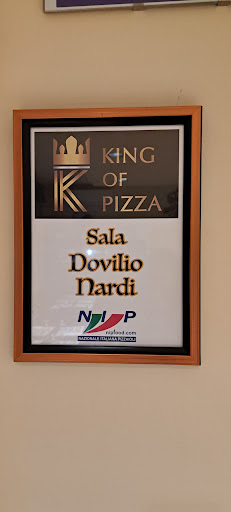 K KING
OF
PIZZA
Sala
Dovilio
Nardi
NIP
nipfood.com
NAZIONALE ITALIANA PIZZAIOLI